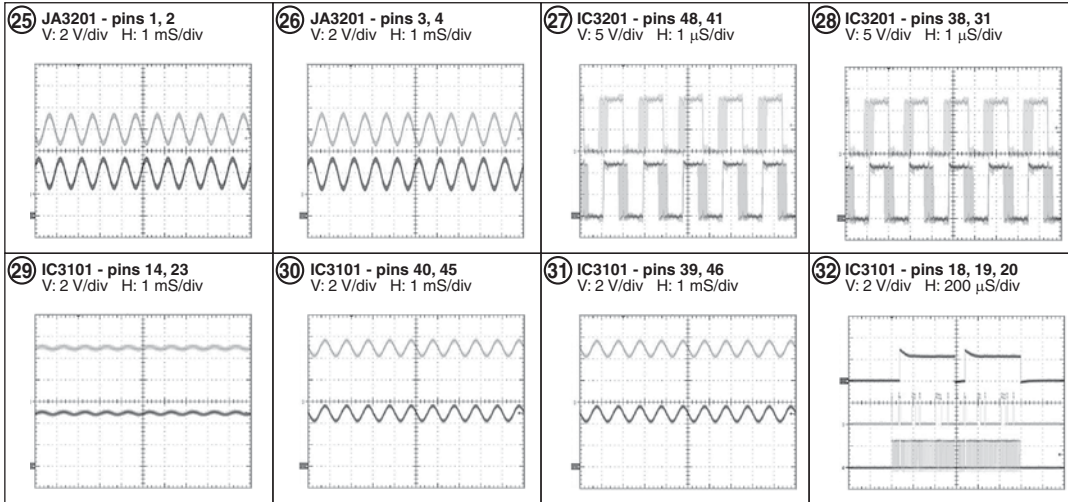 25 JA3201 - pins 1, 2
V: 2 V/div H: 1 mS/div
26 JA3201 - pins 3, 4
V: 2 V/div H: 1 mS/div
27 IC3201 - pins 48, 41
V: 5 V/div H: 1 µS/div
28 IC3201 - pins 38, 31
V: 5 V/div H: 1 µS/div
29 IC3101 - pins 14, 23
V: 2 V/div H: 1 mS/div
30 IC3101 - pins 40, 45
V: 2 V/div H: 1 mS/div
31 IC3101 - pins 39, 46
V: 2 V/div H: 1 mS/div
32 IC3101 - pins 18, 19, 20
V: 2 V/div H: 200 µS/div